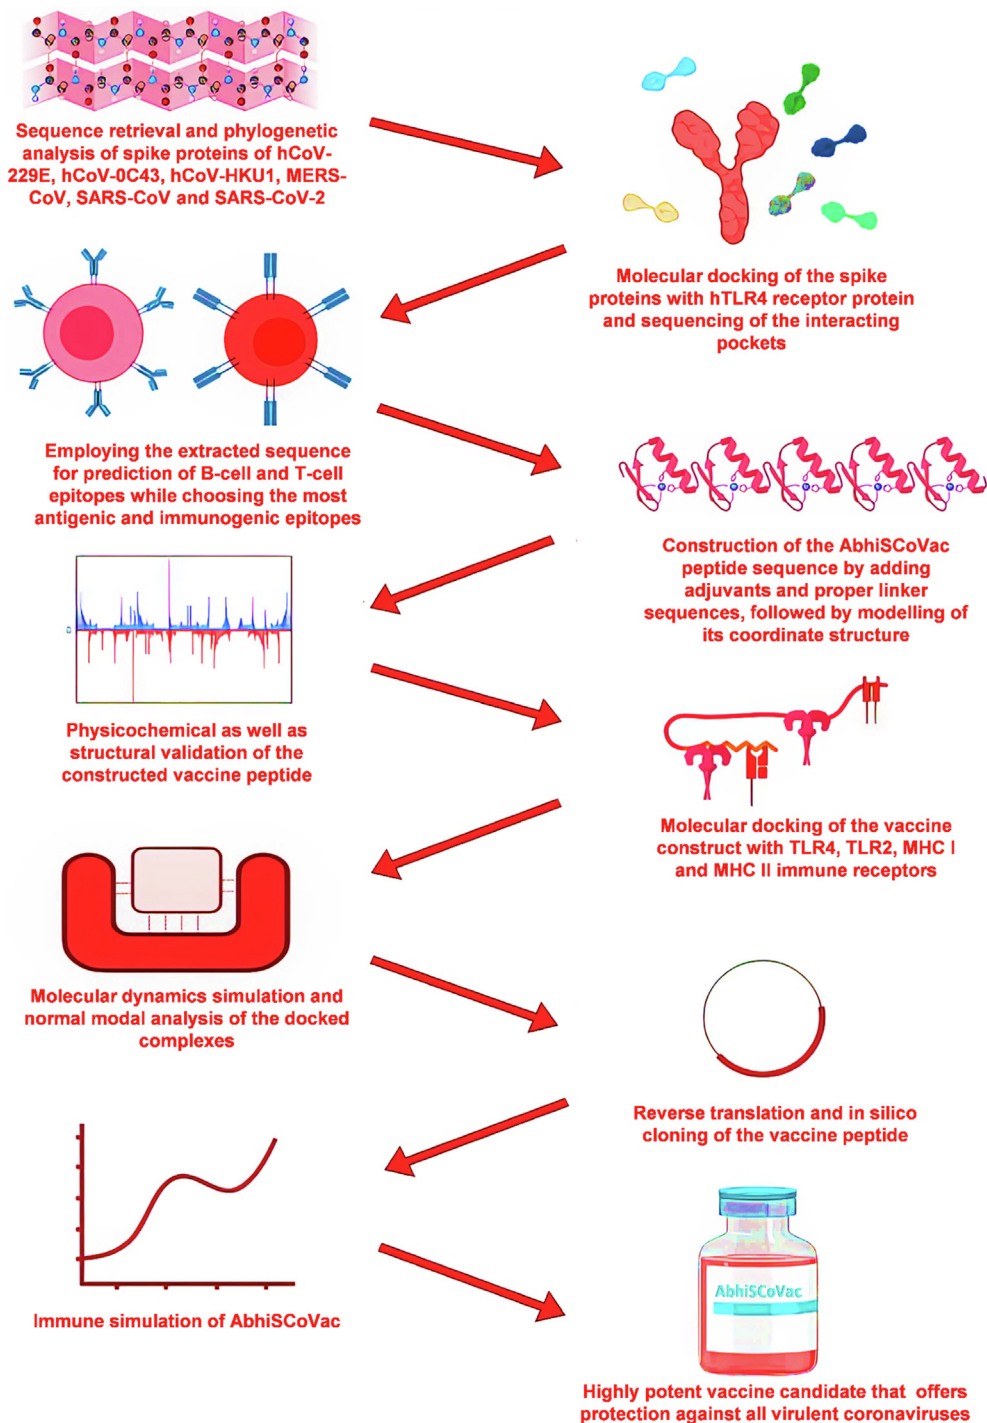 Sequence retrieval and phylogenetic
analysis of spike proteins of hCoV-
229E, hCoV-0C43, hCoV-HKU1, MERS-
CoV, SARS-CoV and SARS-CoV-2
Molecular docking of the spike
proteins with hTLR4 receptor protein
and sequencing of the interacting
pockets
Employing the extracted sequence
for prediction of B-cell and T-cell
epitopes while choosing the most
antigenic and immunogenic epitopes
Construction of the AbhiSCoVac
peptide sequence by adding
adjuvants and proper linker
sequences, followed by modelling of
its coordinate structure
Physicochemical as well as
structural validation of the
constructed vaccine peptide
Molecular docking of the vaccine
construct with TLR4, TLR2, MHC I
and MHC II immune receptors
Molecular dynamics simulation and
normal modal analysis of the docked
complexes
Reverse translation and in silico
cloning of the vaccine peptide
Immune simulation of AbhiSCoVac
AbhiSCoVac
Highly potent vaccine candidate that offers
protection against all virulent coronaviruses